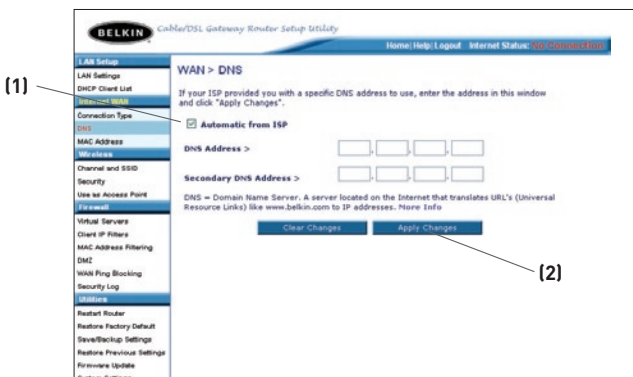 BELKIN Cable/DSL Gateway Router Setup Utility
Home|Help|Logout Internet Status: No Connection
LAN Setup
LAN Settings
DHCP Client List
Internet WAN
Connection Type
DNS
MAC Address
Wireless
Channel and SSID
Security
Use as Access Point
Firewall
Virtual Servers
Client IP Filters
MAC Address Filtering
DMZ
WAN Ping Blocking
Security Log
Utilities
Restart Router
Restore Factory Default
Save/Backup Settings
Restore Previous Settings
Firmware Update
System Settings
WAN > DNS
If your ISP provided you with a specific DNS address to use, enter the address in this window
and click "Apply Changes".
(1)
Automatic from ISP
DNS Address >
. . .
Secondary DNS Address >
. . .
DNS = Domain Name Server. A server located on the Internet that translates URL's (Universal
Resource Links) like www.belkin.com to IP addresses. More Info
Clear Changes
Apply Changes
(2)